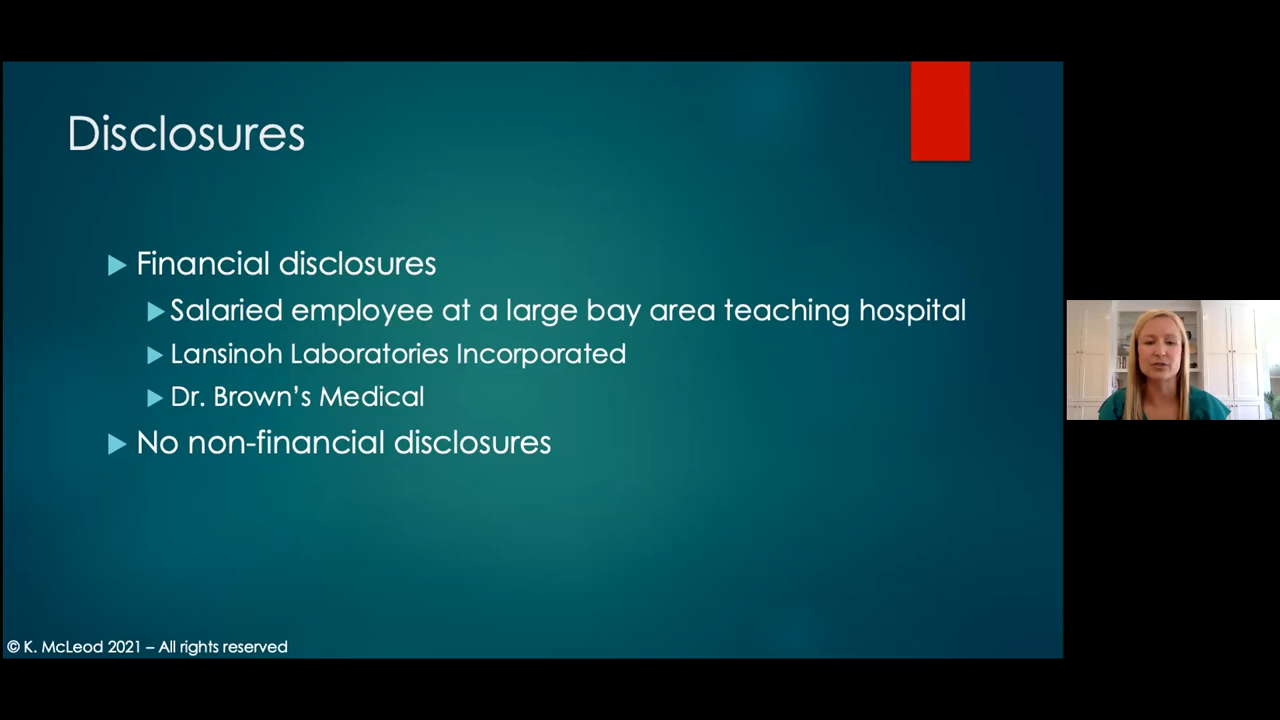 Disclosures
Financial disclosures
Salaried employee at a large bay area teaching hospital
Lansinoh Laboratories Incorporated
Dr. Brown’s Medical
No non-financial disclosures
© K. McLeod 2021 – All rights reserved